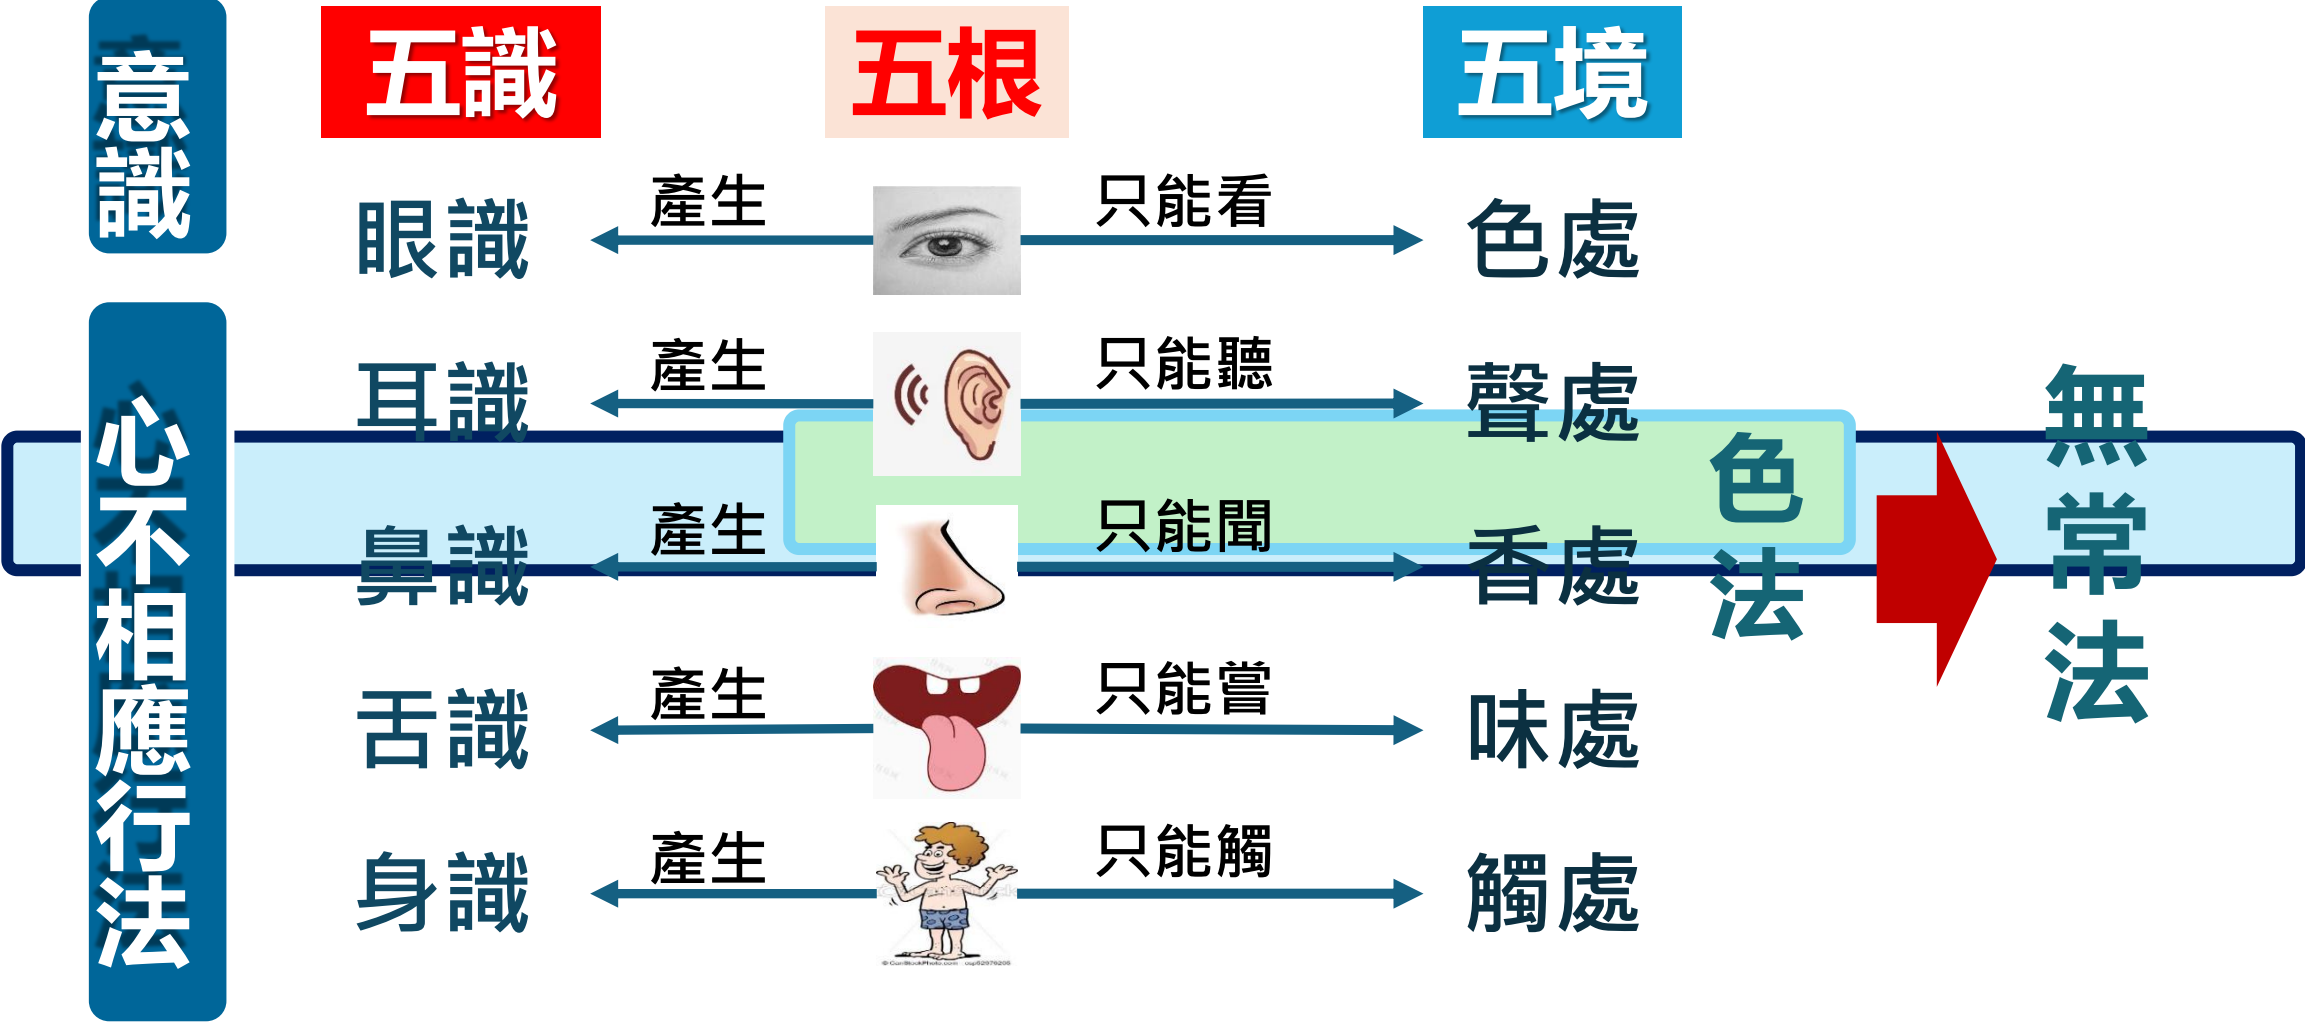 意識
五識
五根
五境
眼識
產生
只能看
色處
耳識
產生
只能聽
聲處
鼻識
產生
只能聞
香處
舌識
產生
只能嘗
味處
身識
產生
只能觸
觸處
心不相應行法
色法
無常法
© CanStockPhoto.com